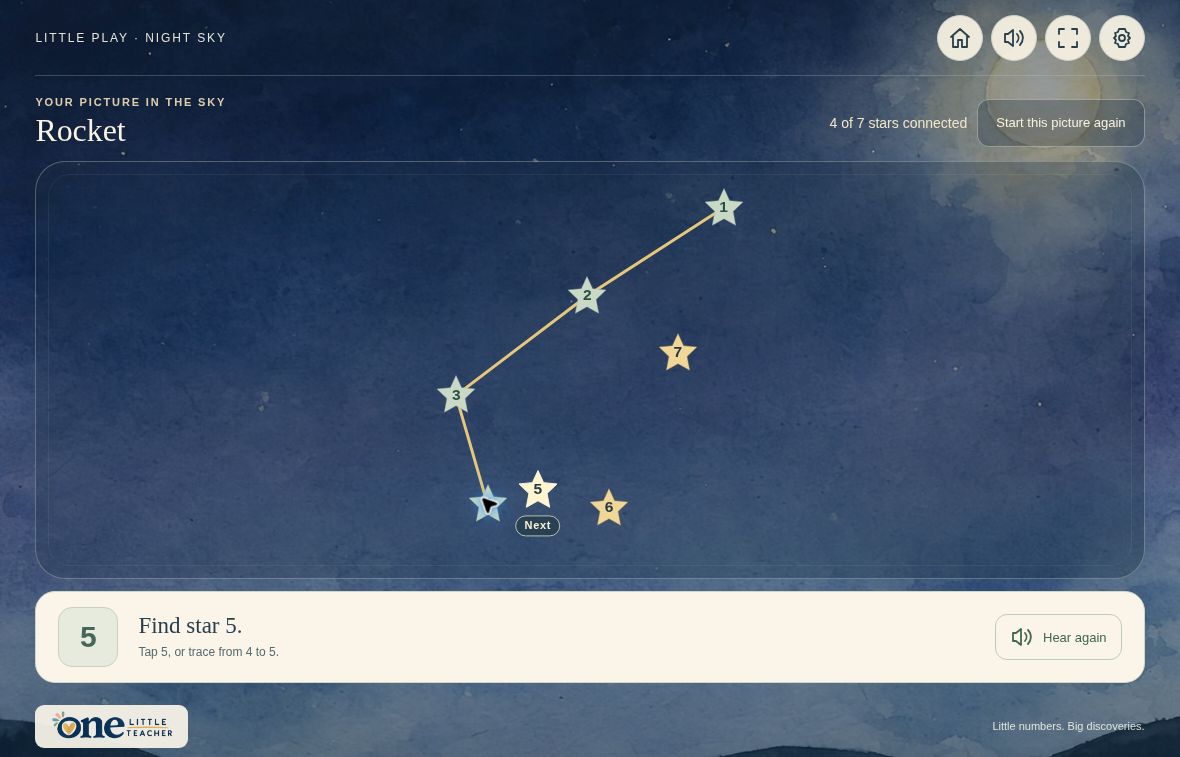 LITTLE PLAY · NIGHT SKY
YOUR PICTURE IN THE SKY
Rocket
4 of 7 stars connected
Start this picture again
1
2
7
3
5
6
Next
5
Find star 5.
Tap 5, or trace from 4 to 5.
Hear again
one LITTLE TEACHER
Little numbers. Big discoveries.